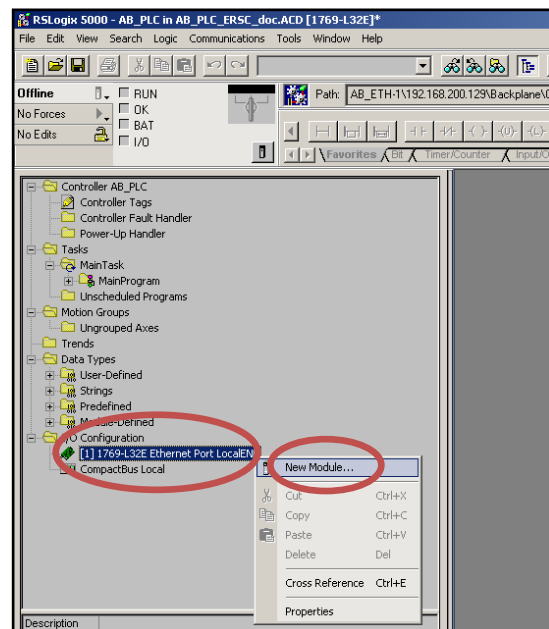 RSLogix 5000 - AB_PLC in AB_PLC_ERSC_doc.ACD [1769-L32E]*
File Edit View Search Logic Communications Tools Window Help
Offline RUN
No Forces OK
BAT
No Edits I/O
Path: AB_ETH-1\192.168.200.129\Backplane\0
Favorites Bit Timer/Counter Input/O
Controller AB_PLC
Controller Tags
Controller Fault Handler
Power-Up Handler
Tasks
MainTask
MainProgram
Unscheduled Programs
Motion Groups
Ungrouped Axes
Trends
Data Types
User-Defined
Strings
Predefined
Module-Defined
I/O Configuration
[1] 1769-L32E Ethernet Port LocalEN
CompactBus Local
New Module...
Cut Ctrl+X
Copy Ctrl+C
Paste Ctrl+V
Delete Del
Cross Reference Ctrl+E
Properties
Description